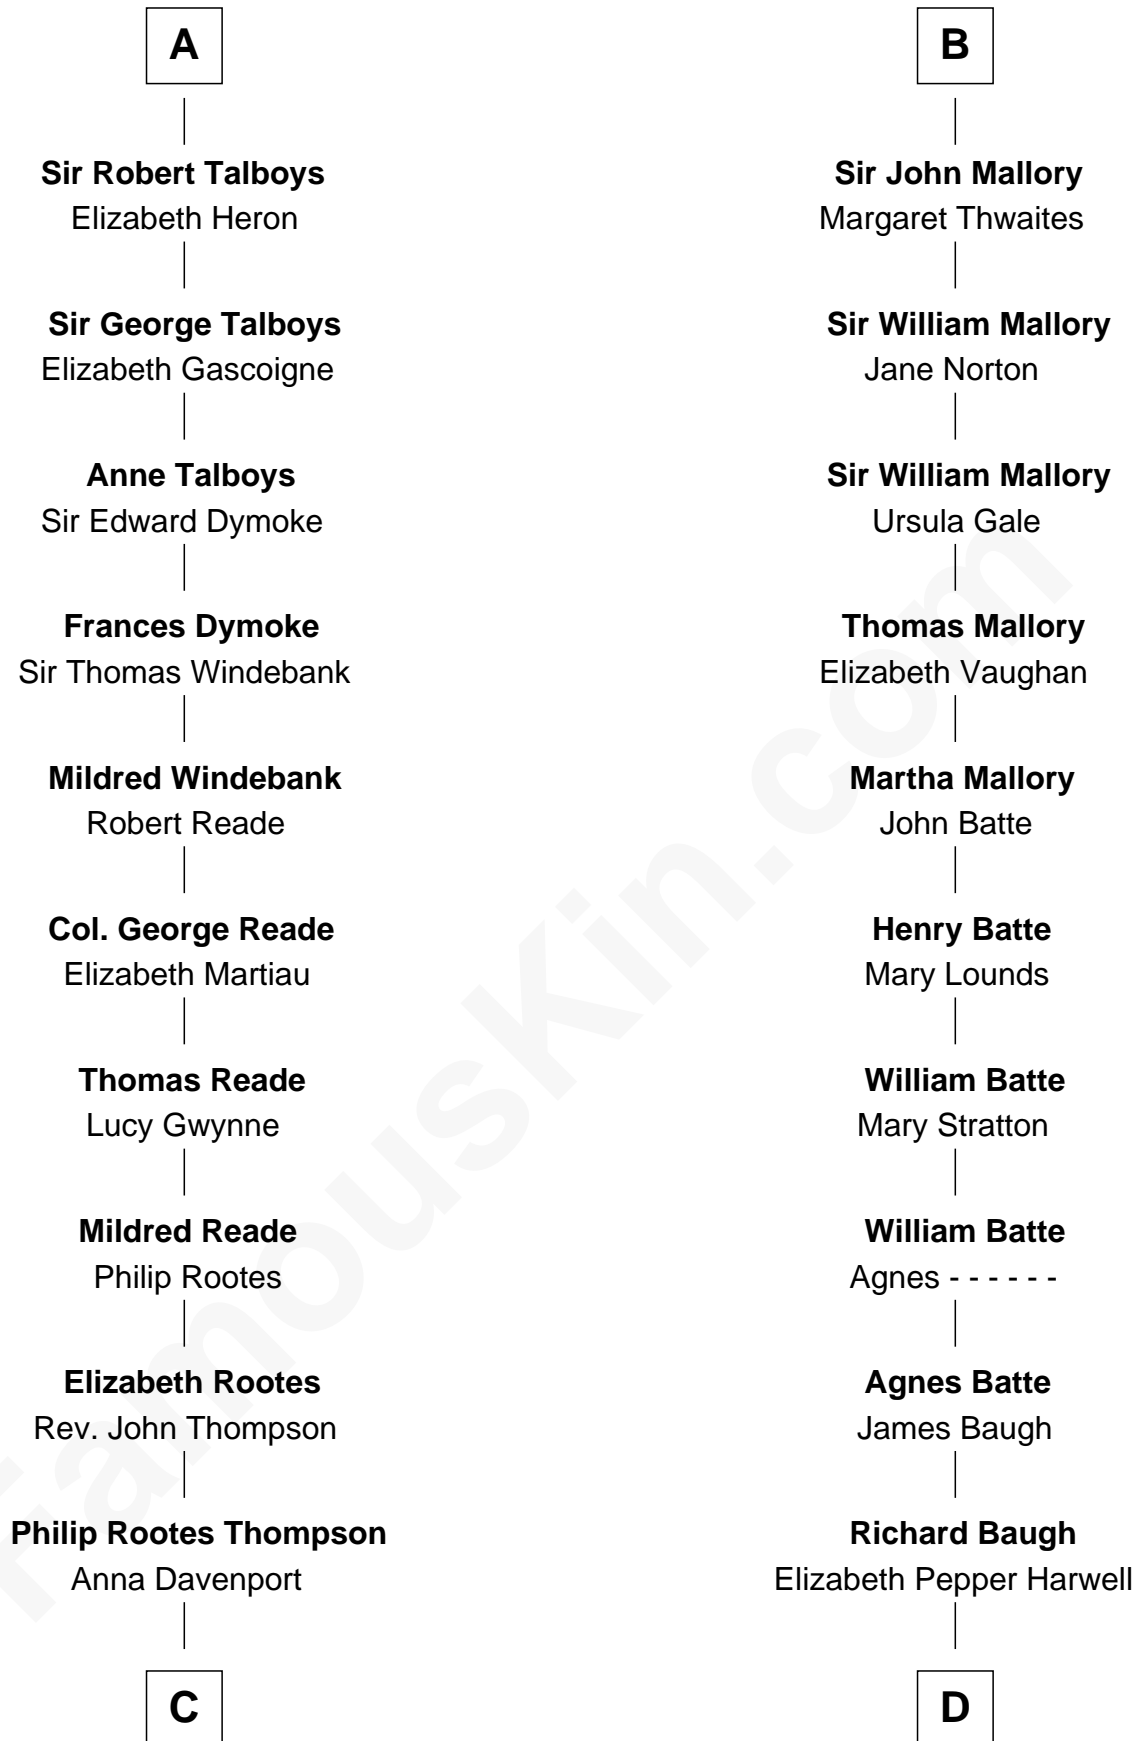 A
Sir Robert Talboys
Elizabeth Heron
Sir George Talboys
Elizabeth Gascoigne
Anne Talboys
Sir Edward Dymoke
Frances Dymoke
Sir Thomas Windebank
Mildred Windebank
Robert Reade
Col. George Reade
Elizabeth Martiau
Thomas Reade
Lucy Gwynne
Mildred Reade
Philip Rootes
Elizabeth Rootes
Rev. John Thompson
Philip Rootes Thompson
Anna Davenport
C
B
Sir John Mallory
Margaret Thwaites
Sir William Mallory
Jane Norton
Sir William Mallory
Ursula Gale
Thomas Mallory
Elizabeth Vaughan
Martha Mallory
John Batte
Henry Batte
Mary Lounds
William Batte
Mary Stratton
William Batte
Agnes - - - - - -
Agnes Batte
James Baugh
Richard Baugh
Elizabeth Pepper Harwell
D
FamousKin.com